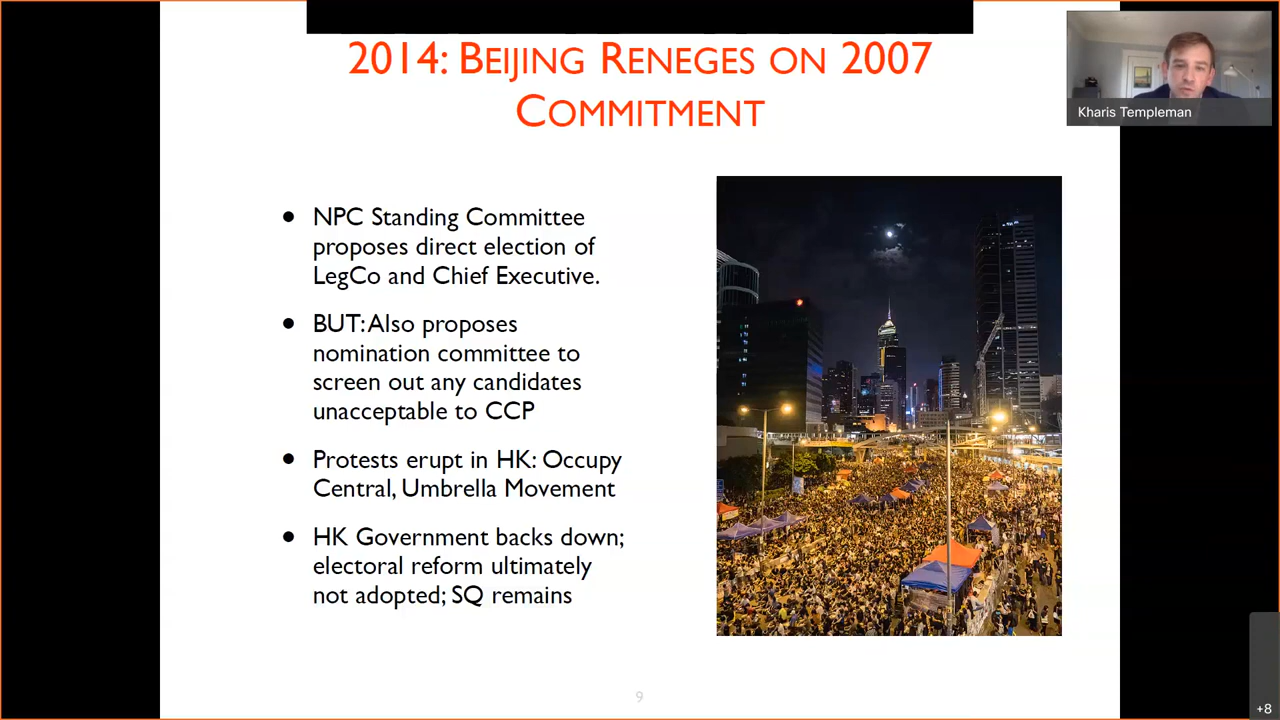 2014: BEIJING RENEGES ON 2007
COMMITMENT
Kharis Templeman
• NPC Standing Committee
proposes direct election of
LegCo and Chief Executive.
• BUT: Also proposes
nomination committee to
screen out any candidates
unacceptable to CCP
• Protests erupt in HK: Occupy
Central, Umbrella Movement
• HK Government backs down;
electoral reform ultimately
not adopted; SQ remains
9
+8